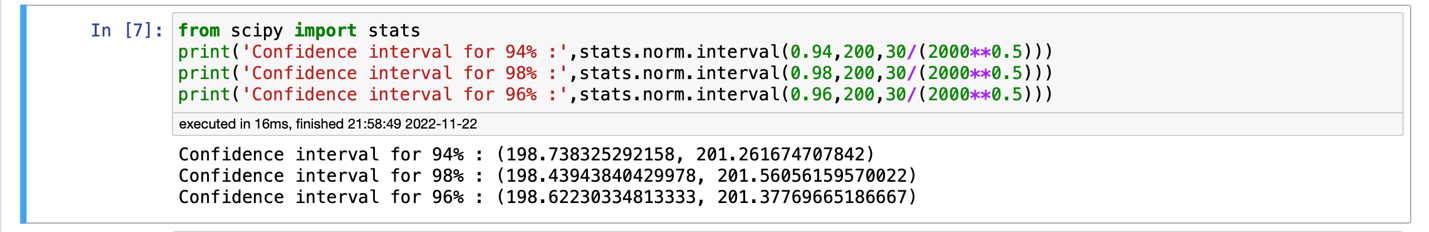 In [7]: from scipy import stats
print('Confidence interval for 94% :',stats.norm.interval(0.94,200,30/(2000**0.5)))
print('Confidence interval for 98% :',stats.norm.interval(0.98,200,30/(2000**0.5)))
print('Confidence interval for 96% :',stats.norm.interval(0.96,200,30/(2000**0.5)))
executed in 16ms, finished 21:58:49 2022-11-22
Confidence interval for 94% : (198.738325292158, 201.261674707842)
Confidence interval for 98% : (198.43943840429978, 201.56056159570022)
Confidence interval for 96% : (198.62230334813333, 201.37769665186667)